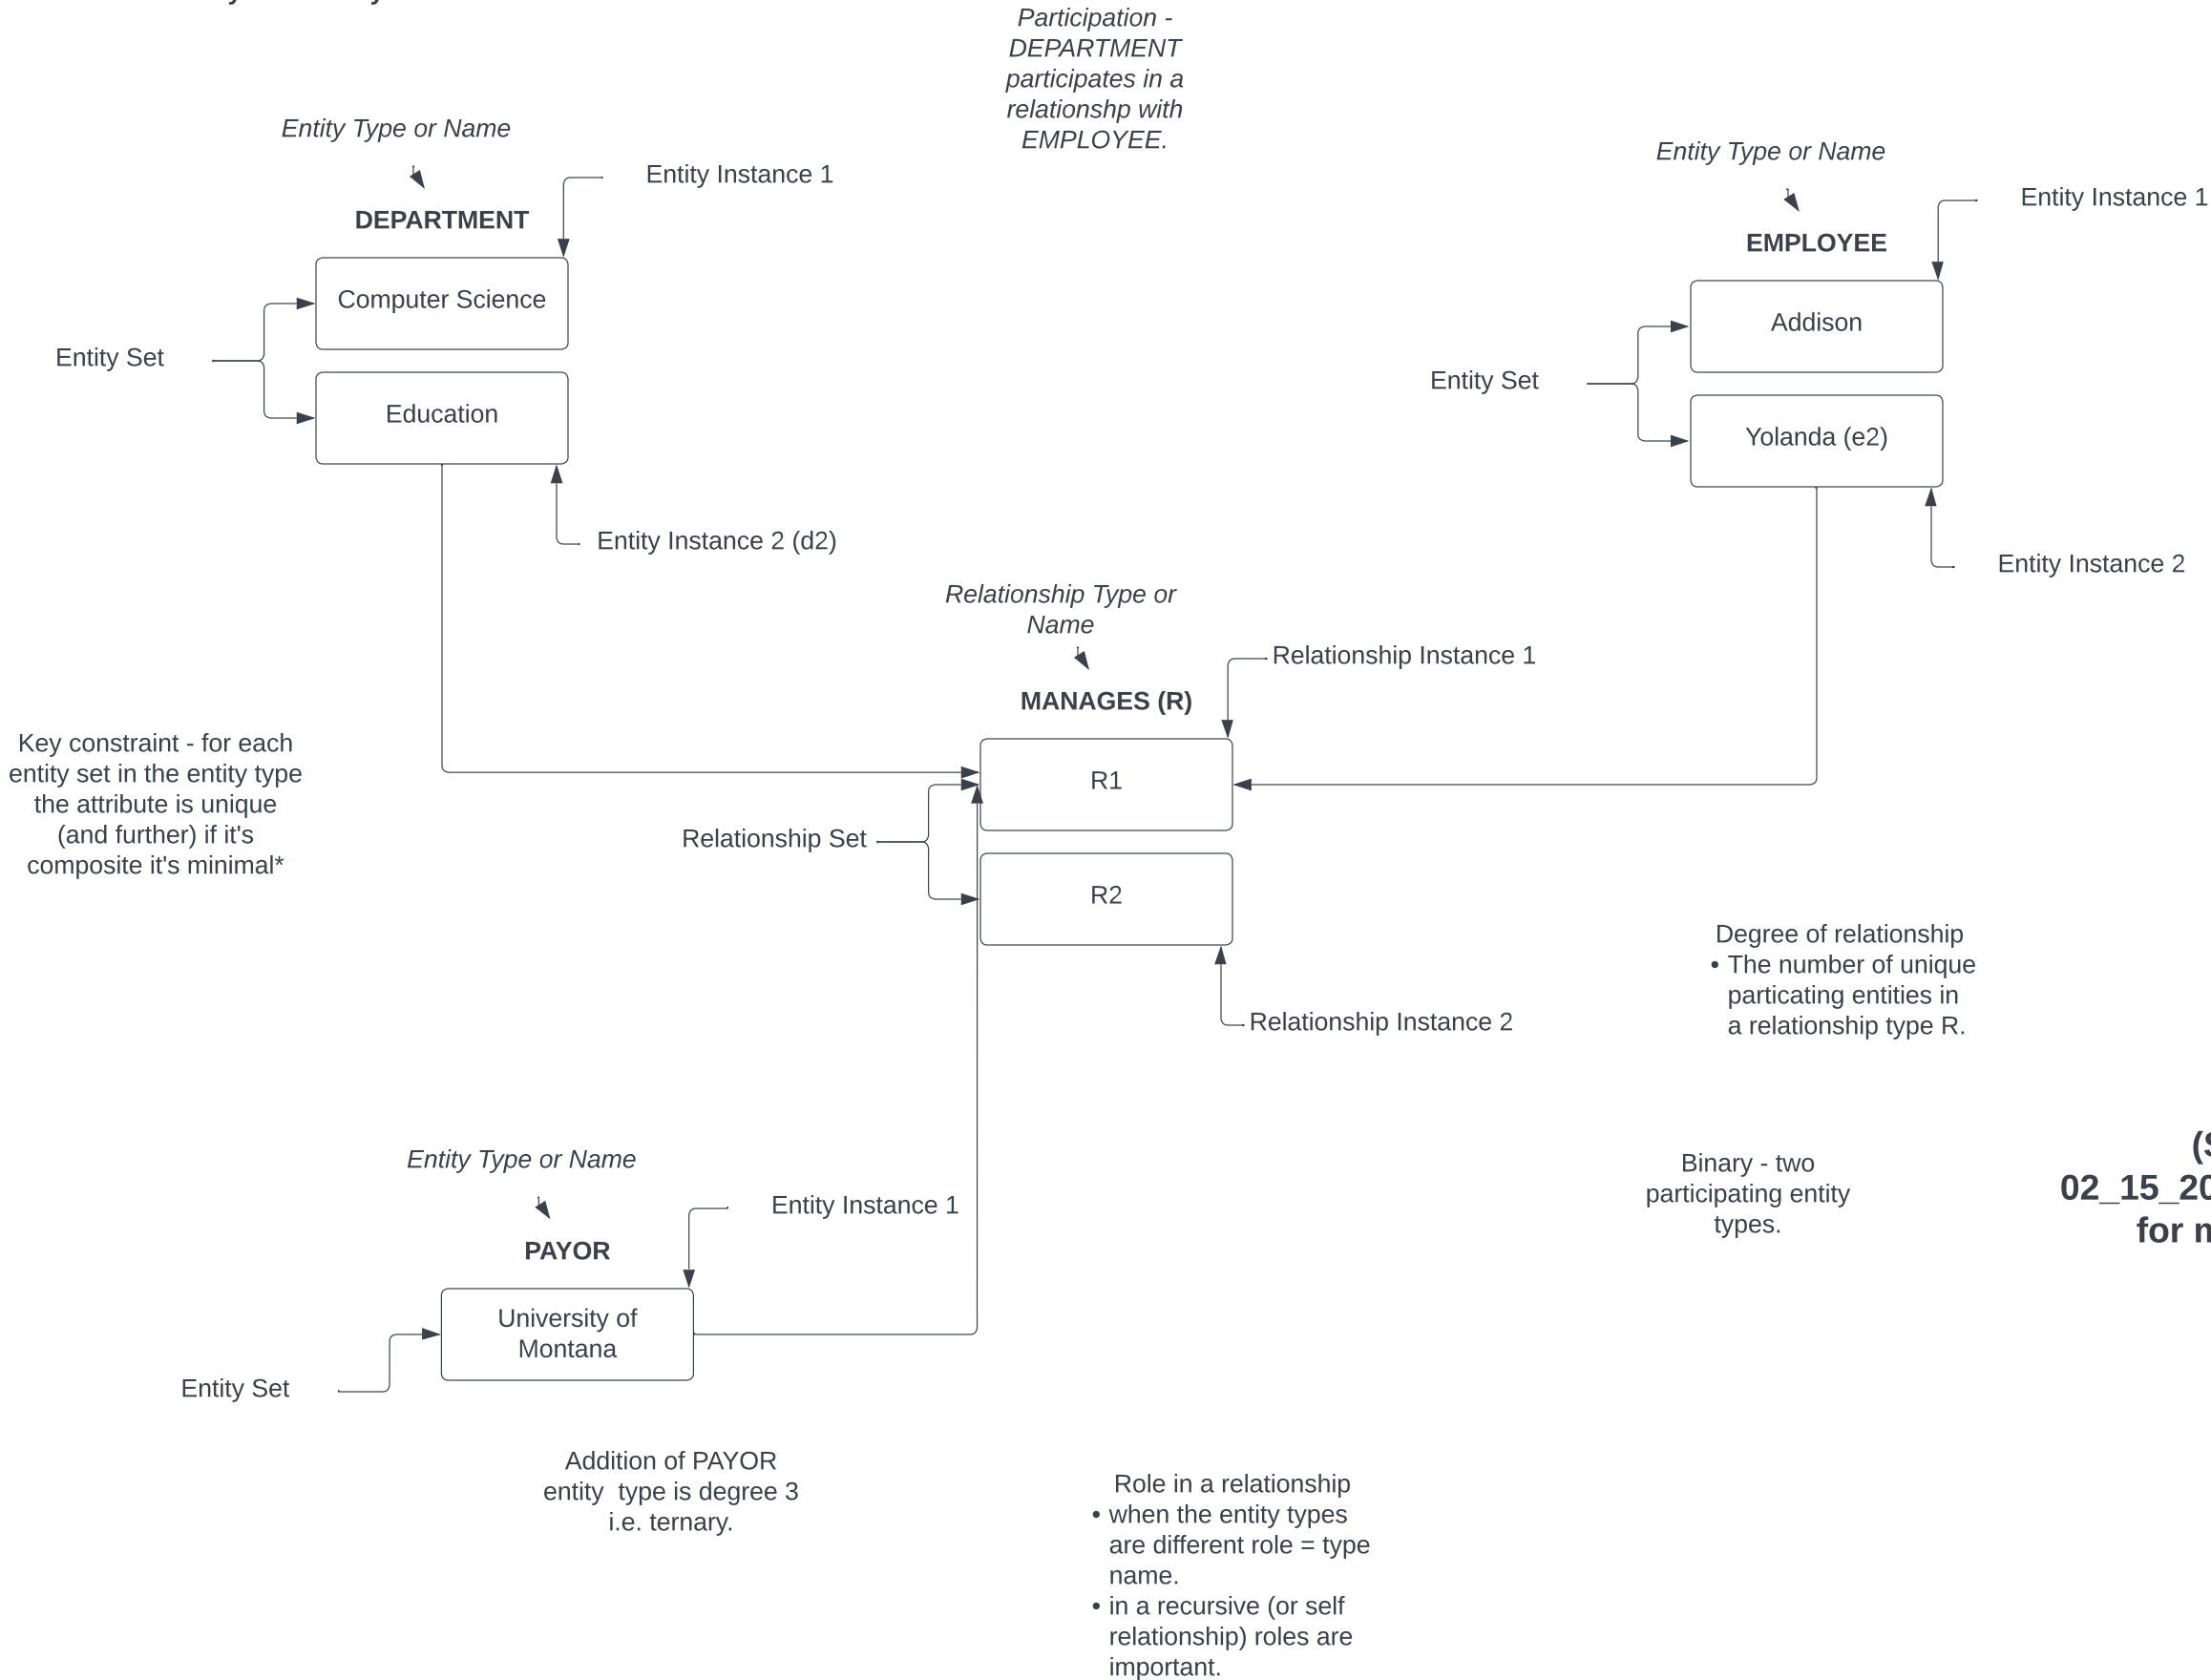 Participation -
DEPARTMENT
participates in a
relationshp with
EMPLOYEE.
Entity Type or Name
Entity Instance 1
DEPARTMENT
Computer Science
Entity Set
Education
Entity Instance 2 (d2)
Entity Type or Name
Entity Instance 1
EMPLOYEE
Addison
Entity Set
Yolanda (e2)
Entity Instance 2
Relationship Type or
Name
Relationship Instance 1
MANAGES (R)
R1
Relationship Set
R2
Relationship Instance 2
Key constraint - for each
entity set in the entity type
the attribute is unique
(and further) if it's
composite it's minimal*
Degree of relationship
• The number of unique
particating entities in
a relationship type R.
Binary - two
participating entity
types.
02_15_20
for
Entity Type or Name
Entity Instance 1
PAYOR
University of
Montana
Entity Set
Addition of PAYOR
entity  type is degree 3
i.e. ternary.
Role in a relationship
• when the entity types
are different role = type
name.
• in a recursive (or self
relationship) roles are
important.